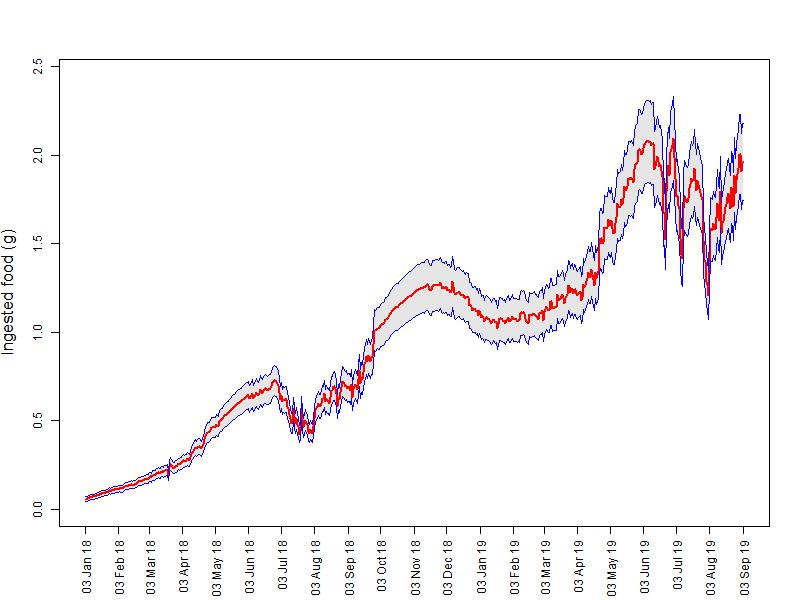 Ingested food (g)
2.5
2.0
1.5
1.0
0.5
0.0
03 Jan 18
03 Feb 18
03 Mar 18
03 Apr 18
03 May 18
03 Jun 18
03 Jul 18
03 Aug 18
03 Sep 18
03 Oct 18
03 Nov 18
03 Dec 18
03 Jan 19
03 Feb 19
03 Mar 19
03 Apr 19
03 May 19
03 Jun 19
03 Jul 19
03 Aug 19
03 Sep 19